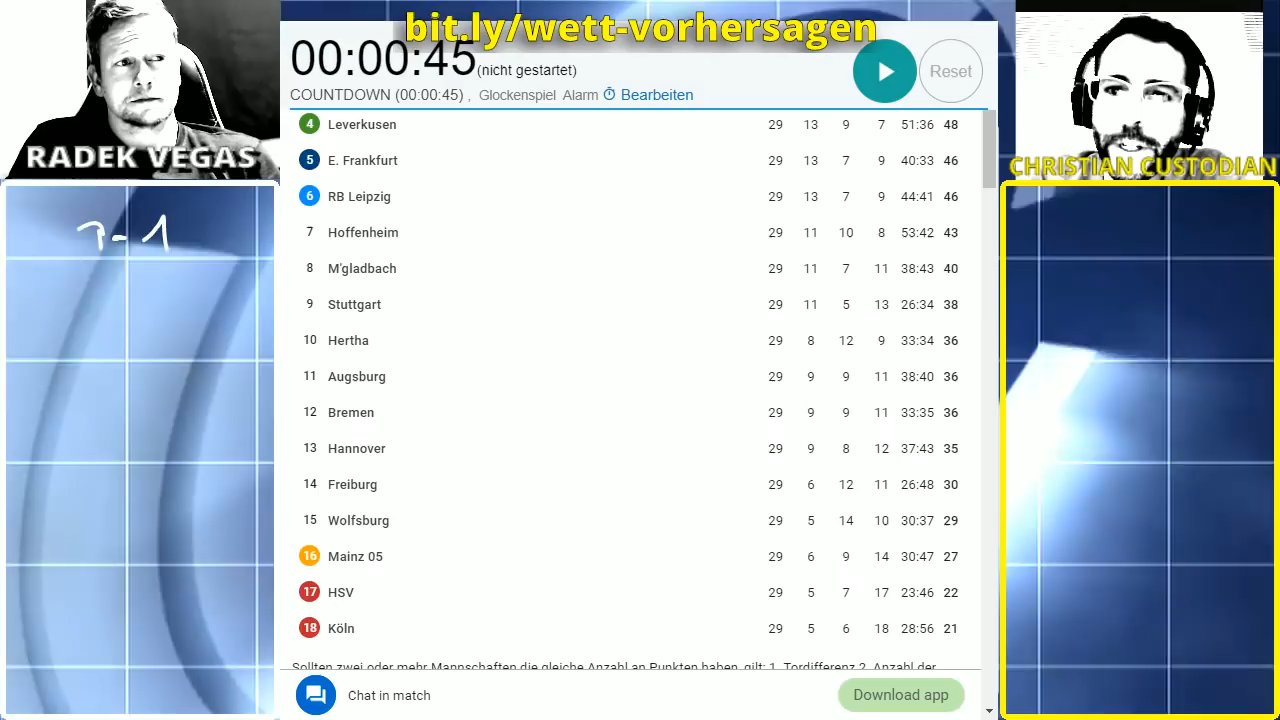 bit.ly/wett-vorhersagen
00:00:45 (nicht gestartet)
Reset
COUNTDOWN (00:00:45) , Glockenspiel Alarm Bearbeiten
RADEK VEGAS
CHRISTIAN CUSTODIAN
4 Leverkusen 29 13 9 7 51:36 48
5 E. Frankfurt 29 13 7 9 40:33 46
6 RB Leipzig 29 13 7 9 44:41 46
7 Hoffenheim 29 11 10 8 53:42 43
8 M'gladbach 29 11 7 11 38:43 40
9 Stuttgart 29 11 5 13 26:34 38
10 Hertha 29 8 12 9 33:34 36
11 Augsburg 29 9 9 11 38:40 36
12 Bremen 29 9 9 11 33:35 36
13 Hannover 29 9 8 12 37:43 35
14 Freiburg 29 6 12 11 26:48 30
15 Wolfsburg 29 5 14 10 30:37 29
16 Mainz 05 29 6 9 14 30:47 27
17 HSV 29 5 7 17 23:46 22
18 Köln 29 5 6 18 28:56 21
Sollten zwei oder mehr Mannschaften die gleiche Anzahl an Punkten haben, gilt: 1. Tordifferenz 2. Anzahl der
Chat in match
Download app